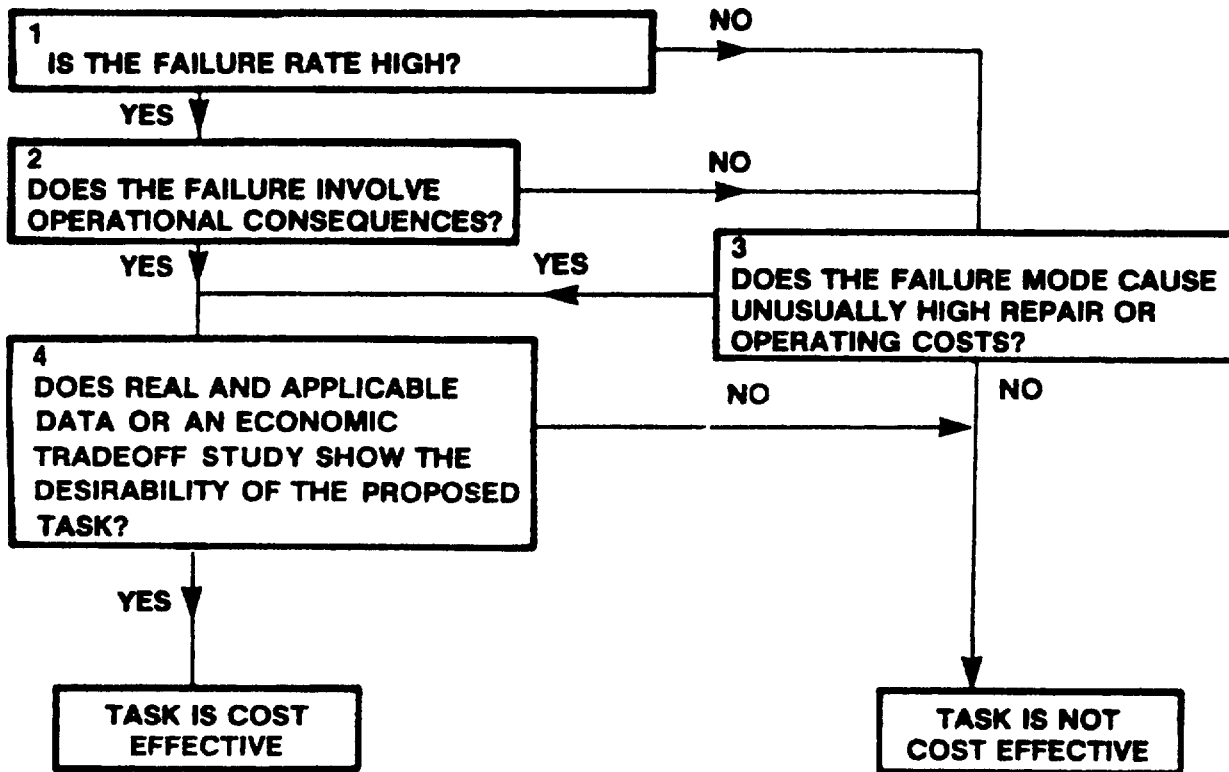 1
IS THE FAILURE RATE HIGH?
NO
YES
2
DOES THE FAILURE INVOLVE
OPERATIONAL CONSEQUENCES?
NO
YES
YES
3
DOES THE FAILURE MODE CAUSE
UNUSUALLY HIGH REPAIR OR
OPERATING COSTS?
4
DOES REAL AND APPLICABLE
DATA OR AN ECONOMIC
TRADEOFF STUDY SHOW THE
DESIRABILITY OF THE PROPOSED
TASK?
NO
NO
YES
TASK IS COST
EFFECTIVE
TASK IS NOT
COST EFFECTIVE